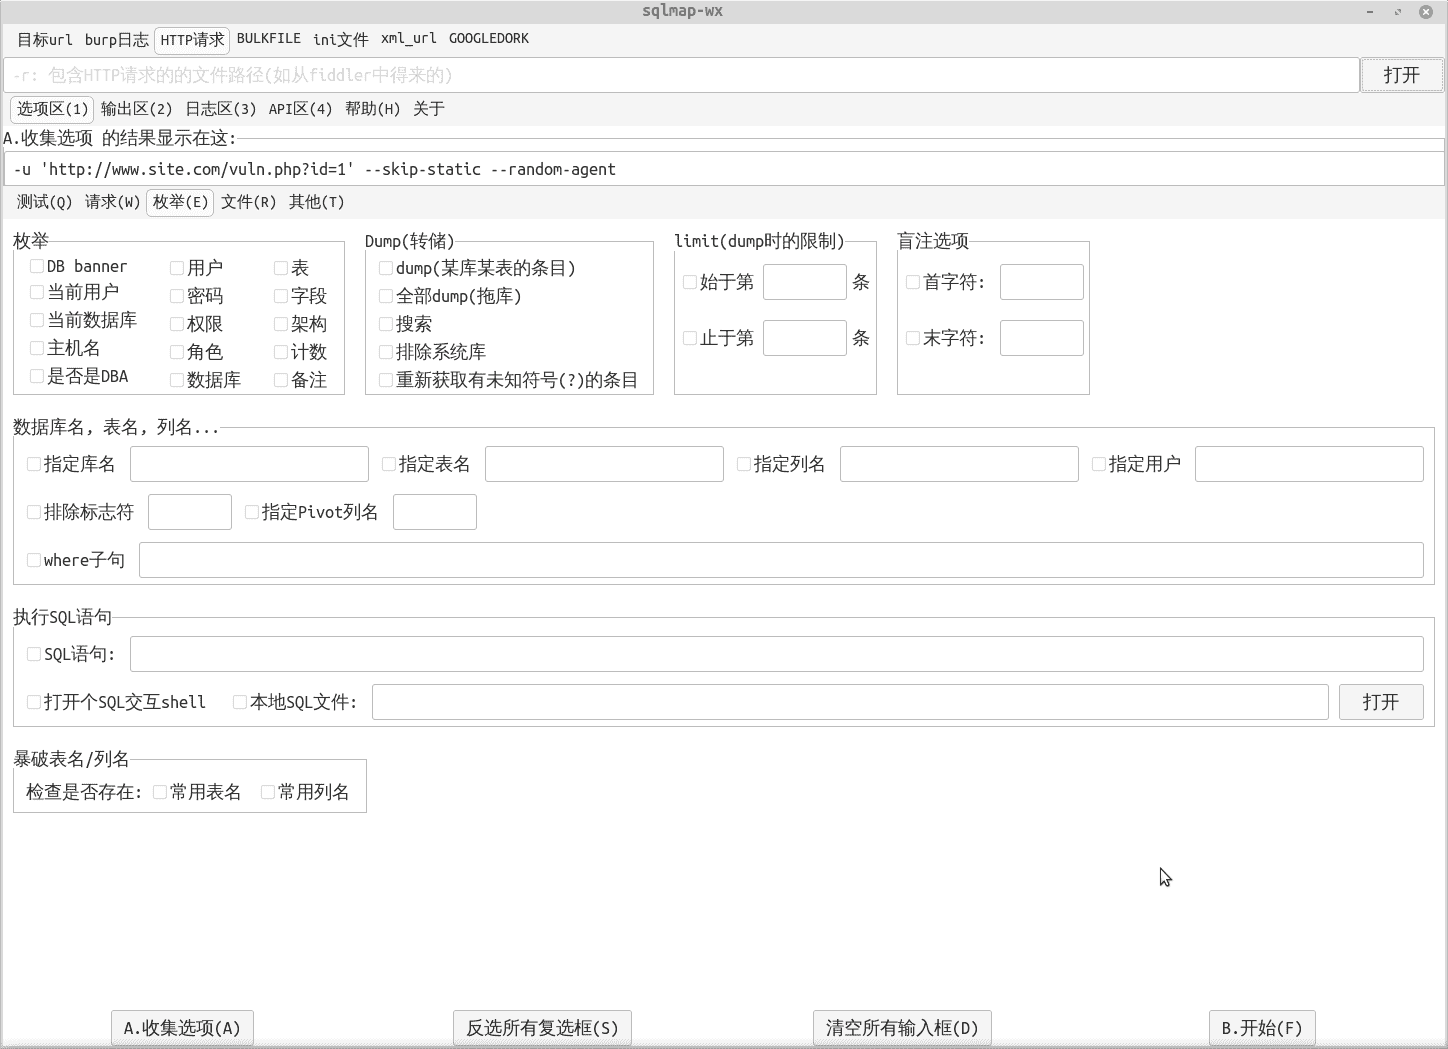 sqlmap-wx
目标url burp日志 HTTP请求 BULKFILE ini文件 xml_url GOOGLEDORK
-r: 包含HTTP请求的的文件路径(如从fiddler中得来的) 打开
选项区(1) 输出区(2) 日志区(3) API区(4) 帮助(H) 关于
A.收集选项 的结果显示在这:
-u 'http://www.site.com/vuln.php?id=1' --skip-static --random-agent
测试(Q) 请求(W) 枚举(E) 文件(R) 其他(T)
枚举
DB banner 用户 表
当前用户 密码 字段
当前数据库 权限 架构
主机名 角色 计数
是否是DBA 数据库 备注
Dump(转储)
dump(某库某表的条目)
全部dump(拖库)
搜索
排除系统库
重新获取有未知符号(?)的条目
limit(dump时的限制)
始于第 条
止于第 条
盲注选项
首字符:
末字符:
数据库名, 表名, 列名...
指定库名 指定表名 指定列名 指定用户
排除标志符 指定Pivot列名
where子句
执行SQL语句
SQL语句:
打开个SQL交互shell 本地SQL文件: 打开
暴破表名/列名
检查是否存在: 常用表名 常用列名
A.收集选项(A) 反选所有复选框(S) 清空所有输入框(D) B.开始(F)